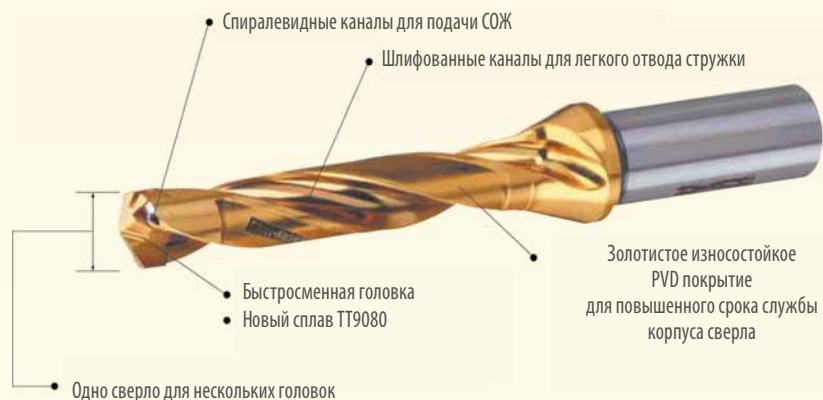 Спиралевидные каналы для подачи СОЖ
Шлифованные каналы для легкого отвода стружки
Золотистое износостойкое
PVD покрытие
для повышенного срока службы
корпуса сверла
Быстросменная головка
Новый сплав TT9080
Одно сверло для нескольких головок